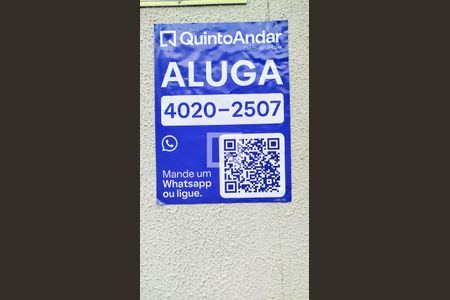 QuintoAndar
ALUGA
4020-2507
Mande um
Whatsapp
ou ligue.